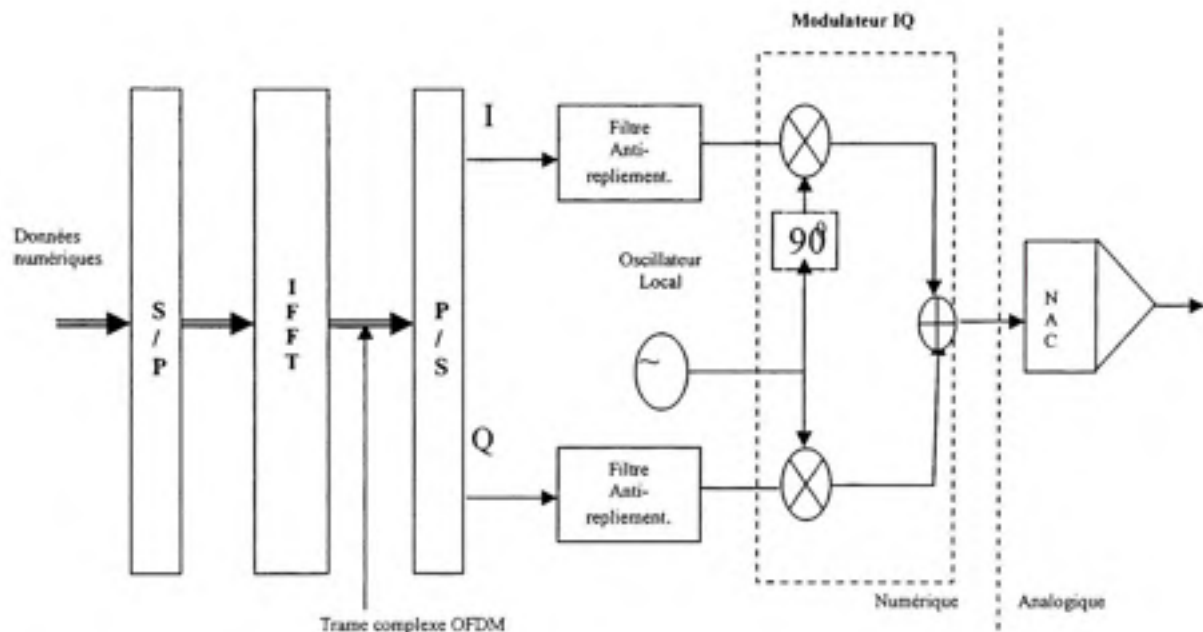 Modulateur IQ
I
Filtre
Anti-
repliement.
Données
numériques
S
/
P
I
F
F
T
P
/
S
90°
Oscillateur
Local
~
N
A
C
Q
Filtre
Anti-
repliement.
Numérique
Analogique
Trame complexe OFDM